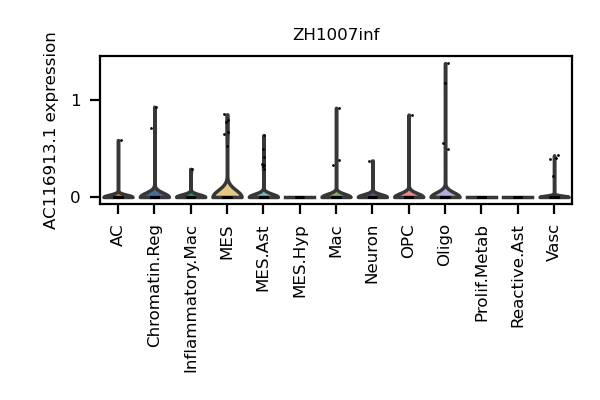 ZH1007inf
AC116913.1 expression
1
0
AC
Chromatin.Reg
Inflammatory.Mac
MES
MES.Ast
MES.Hyp
Mac
Neuron
OPC
Oligo
Prolif.Metab
Reactive.Ast
Vasc